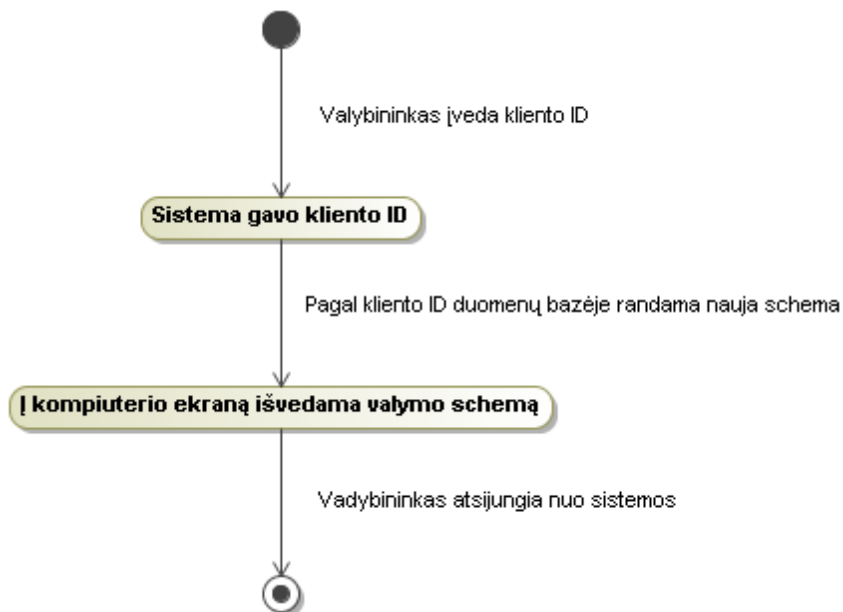 Valybininkas įveda kliento ID
Sistema gavo kliento ID
Pagal kliento ID duomenų bazėje randama nauja schema
Į kompiuterio ekraną išvedama valymo schemą
Vadybininkas atsijungia nuo sistemos